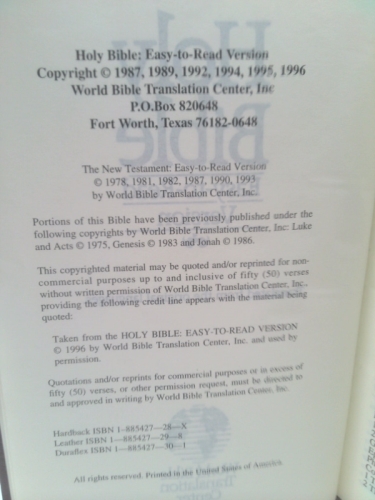 Holy Bible: Easy-to-Read Version
Copyright © 1987, 1989, 1992, 1994, 1995, 1996
World Bible Translation Center, Inc
P.O.Box 820648
Fort Worth, Texas 76182-0648
The New Testament: Easy-to-Read Version
© 1978, 1981, 1982, 1987, 1990, 1993
by World Bible Translation Center, Inc.
Portions of this Bible have been previously published under the
following copyrights by World Bible Translation Center, Inc: Luke
and Acts © 1975, Genesis © 1983 and Jonah © 1986.
This copyrighted material may be quoted and/or reprinted for non-
commercial purposes up to and inclusive of fifty (50) verses
without written permission of World Bible Translation Center, Inc.,
providing the following credit line appears with the material being
quoted:
Taken from the HOLY BIBLE: EASY-TO-READ VERSION
© 1996 by World Bible Translation Center, Inc. and used by
permission.
Quotations and/or reprints for commercial purposes or in excess of
fifty (50) verses, or other permission request, must be directed to
and approved in writing by World Bible Translation Center, Inc.
Hardback ISBN 1-885427-28-X
Leather ISBN 1-885427-29-8
Duraflex ISBN 1-885427-30-1
All rights reserved. Printed in the United States of America
Holy
Bible
Version
Translation